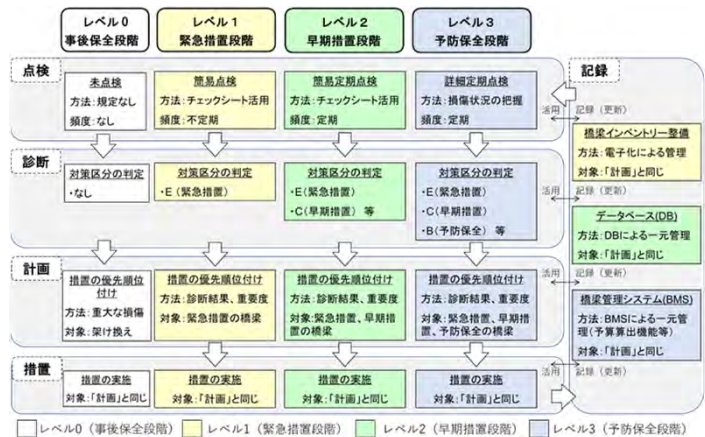 レベル0
事後保全段階
レベル1
緊急措置段階
レベル2
早期措置段階
レベル3
予防保全段階
点検
未点検
方法:規定なし
頻度:なし
簡易点検
方法:チェックシート活用
頻度:不定期
簡易定期点検
方法:チェックシート活用
頻度:定期
詳細定期点検
方法:損傷状況の把握
頻度:定期
診断
対策区分の判定
・なし
対策区分の判定
・E(緊急措置)
対策区分の判定
・E(緊急措置)
・C(早期措置) 等
対策区分の判定
・E(緊急措置)
・C(早期措置)
・B(予防保全) 等
計画
措置の優先順位
付け
方法:重大な損傷
対象:架け換え
措置の優先順位付け
方法:診断結果、重要度
対象:緊急措置の橋梁
措置の優先順位付け
方法:診断結果、重要度
対象:緊急措置、早期
措置の橋梁
措置の優先順位付け
方法:診断結果、重要度
対象:緊急措置、早期措
置、予防保全の橋梁
措置
措置の実施
対象:「計画」と同じ
措置の実施
対象:「計画」と同じ
措置の実施
対象:「計画」と同じ
措置の実施
対象:「計画」と同じ
記録
活用
記録(更新)
橋梁インベントリー整備
方法:電子化による管理
対象:「計画」と同じ
活用
記録(更新)
データベース(DB)
方法:DBによる一元管理
対象:「計画」と同じ
活用
記録(更新)
橋梁管理システム(BMS)
方法:BMSによる一元管
理(予算算出機能等)
対象:「計画」と同じ
活用
記録(更新)
レベル0(事後保全段階)
レベル1(緊急措置段階)
レベル2(早期措置段階)
レベル3(予防保全段階)